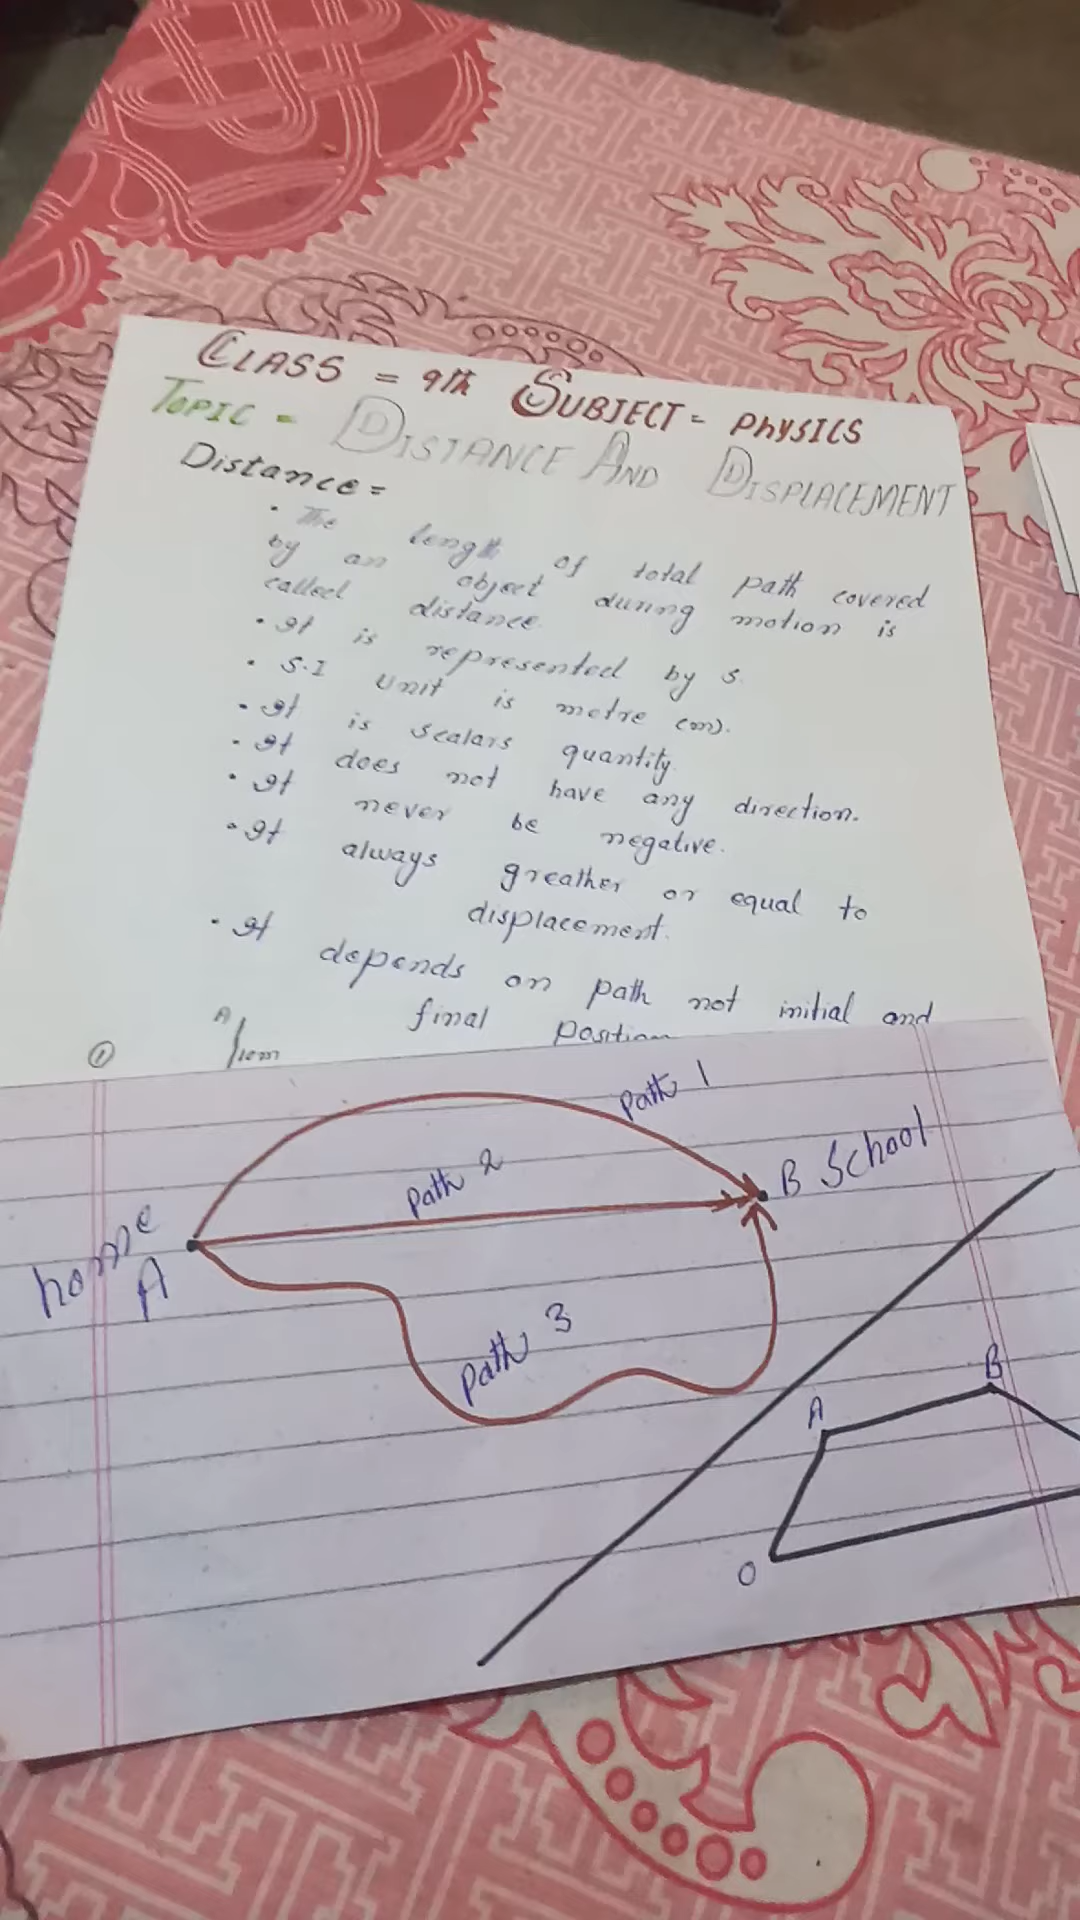 CLASS = 9th SUBJECT = PHYSICS
TOPIC = DISTANCE AND DISPLACEMENT
Distance =
• The length of total path covered
by an object during motion is
called distance.
• It is represented by s.
• S.I unit is metre (m).
• It is scalars quantity.
• It does not have any direction.
• It never be negative.
• It always greather or equal to
displacement.
• It depends on path not initial and
final position
① A 10m
Path 1
Path 2
B School
home
A
Path 3
B
A
O